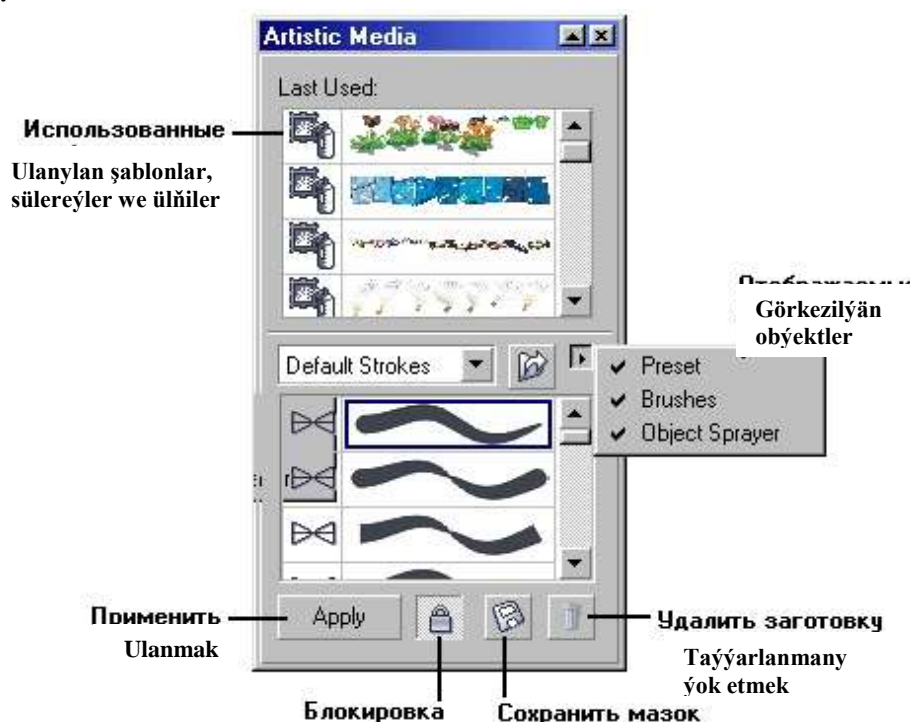 Artistic Media
Last Used:
Использованные
Ulanylan şablonlar,
sülereýler we ülňiler
Görkezilýän
obýektler
Default Strokes
Preset
Brushes
Object Sprayer
Применить
Apply
Удалить заготовку
Ulanmak
Taýýarlanmany
ýok etmek
Блокировка
Сохранить мазок